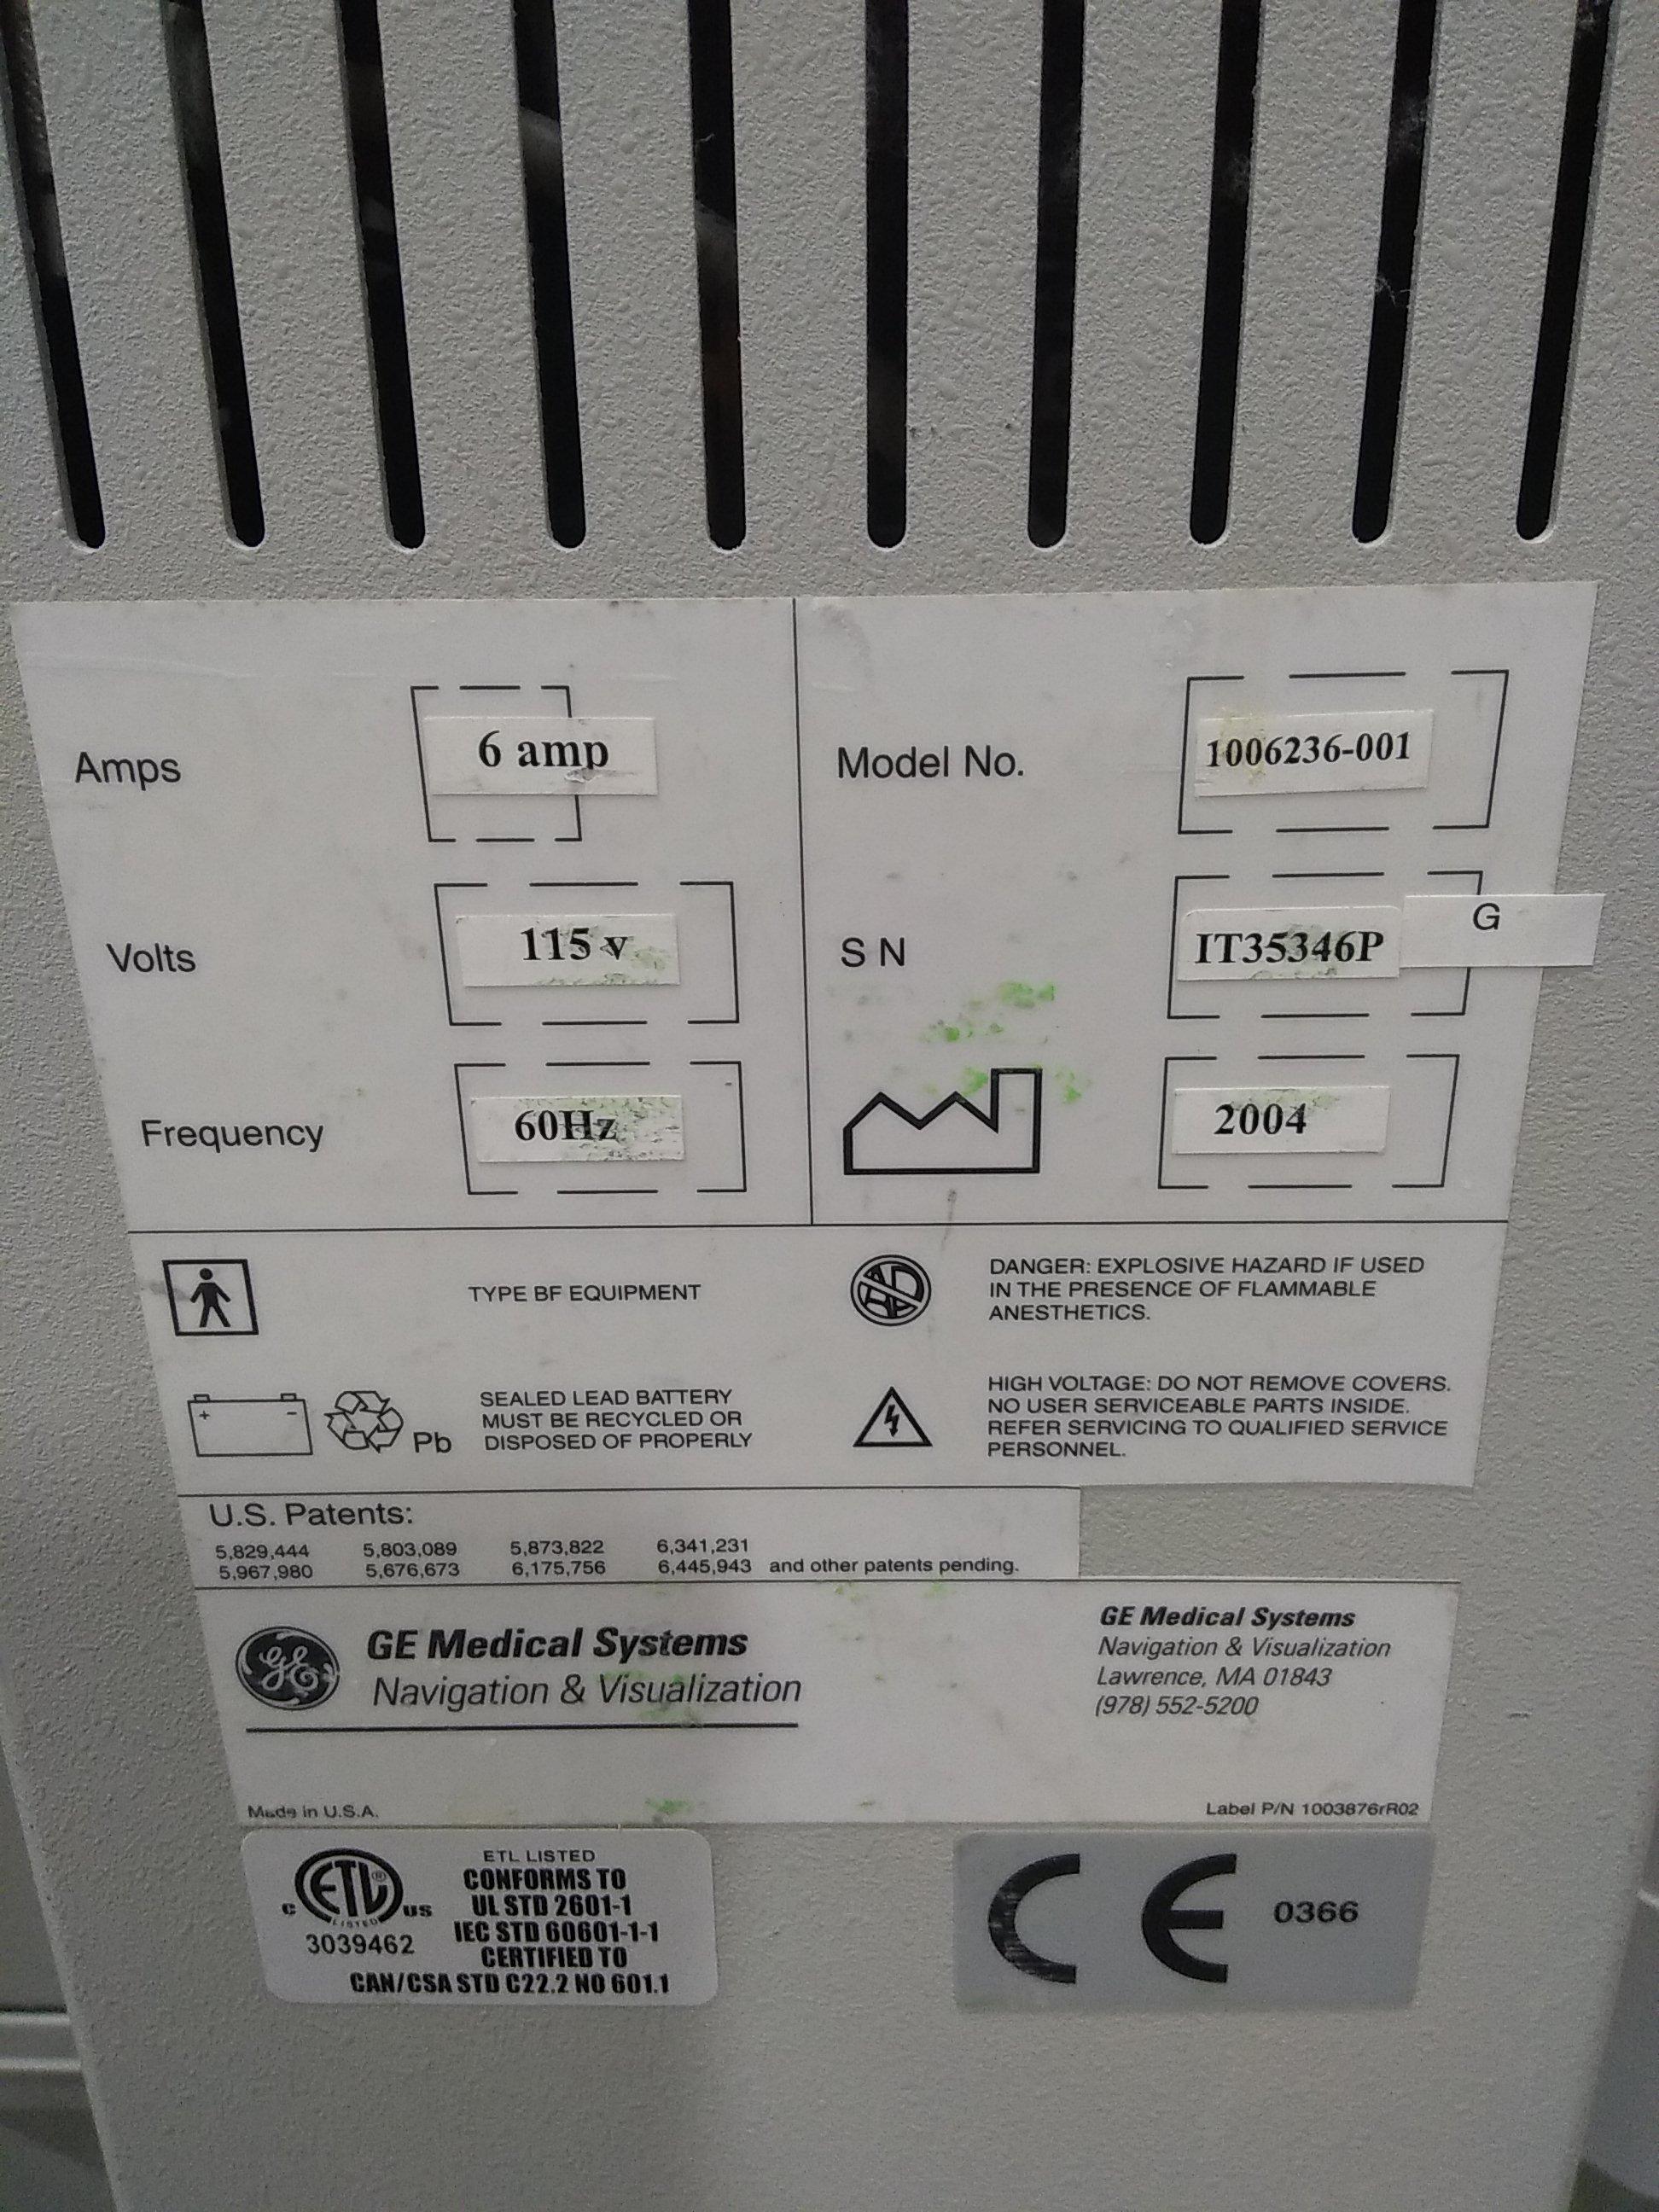 Amps 6 amp
Model No. 1006236-001
Volts 115 v
S N IT35346P G
Frequency 60Hz
2004
TYPE BF EQUIPMENT
DANGER: EXPLOSIVE HAZARD IF USED
IN THE PRESENCE OF FLAMMABLE
ANESTHETICS.
+ − Pb
SEALED LEAD BATTERY
MUST BE RECYCLED OR
DISPOSED OF PROPERLY
HIGH VOLTAGE: DO NOT REMOVE COVERS.
NO USER SERVICEABLE PARTS INSIDE.
REFER SERVICING TO QUALIFIED SERVICE
PERSONNEL.
U.S. Patents:
5,829,444 5,803,089 5,873,822 6,341,231
5,967,980 5,676,673 6,175,756 6,445,943 and other patents pending.
GE
GE Medical Systems
Navigation & Visualization
GE Medical Systems
Navigation & Visualization
Lawrence, MA 01843
(978) 552-5200
Made in U.S.A.
Label P/N 1003876rR02
C ETL ® US
LISTED
3039462
ETL LISTED
CONFORMS TO
UL STD 2601-1
IEC STD 60601-1-1
CERTIFIED TO
CAN/CSA STD C22.2 NO 601.1
CE 0366